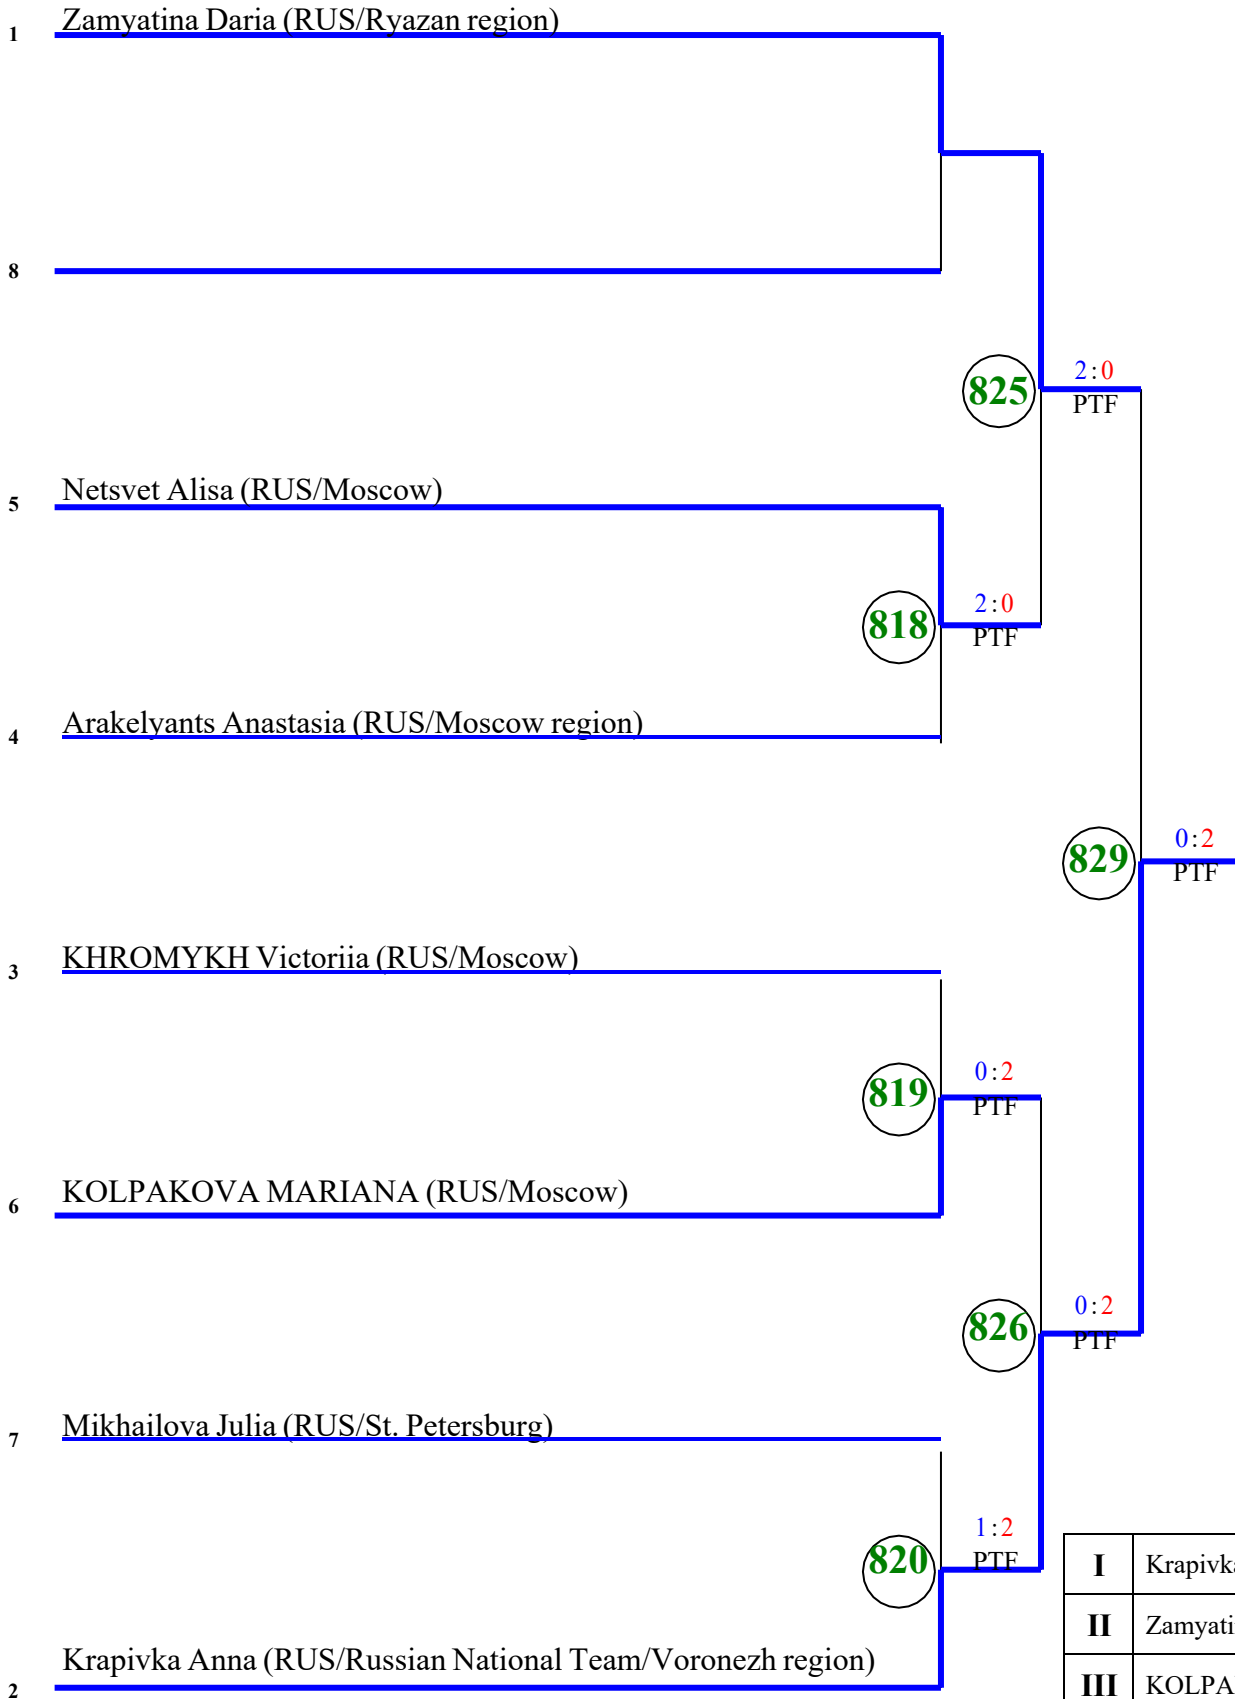 1 Zamyatina Daria (RUS/Ryazan region)
8
825 2:0
PTF
5 Netsvet Alisa (RUS/Moscow)
818 2:0
PTF
4 Arakelyants Anastasia (RUS/Moscow region)
829 0:2
PTF
3 KHROMYKH Victoriia (RUS/Moscow)
819 0:2
PTF
6 KOLPAKOVA MARIANA (RUS/Moscow)
826 0:2
PTF
7 Mikhailova Julia (RUS/St. Petersburg)
820 1:2
PTF
2 Krapivka Anna (RUS/Russian National Team/Voronezh region)
I Krapivka
II Zamyati
III KOLPA